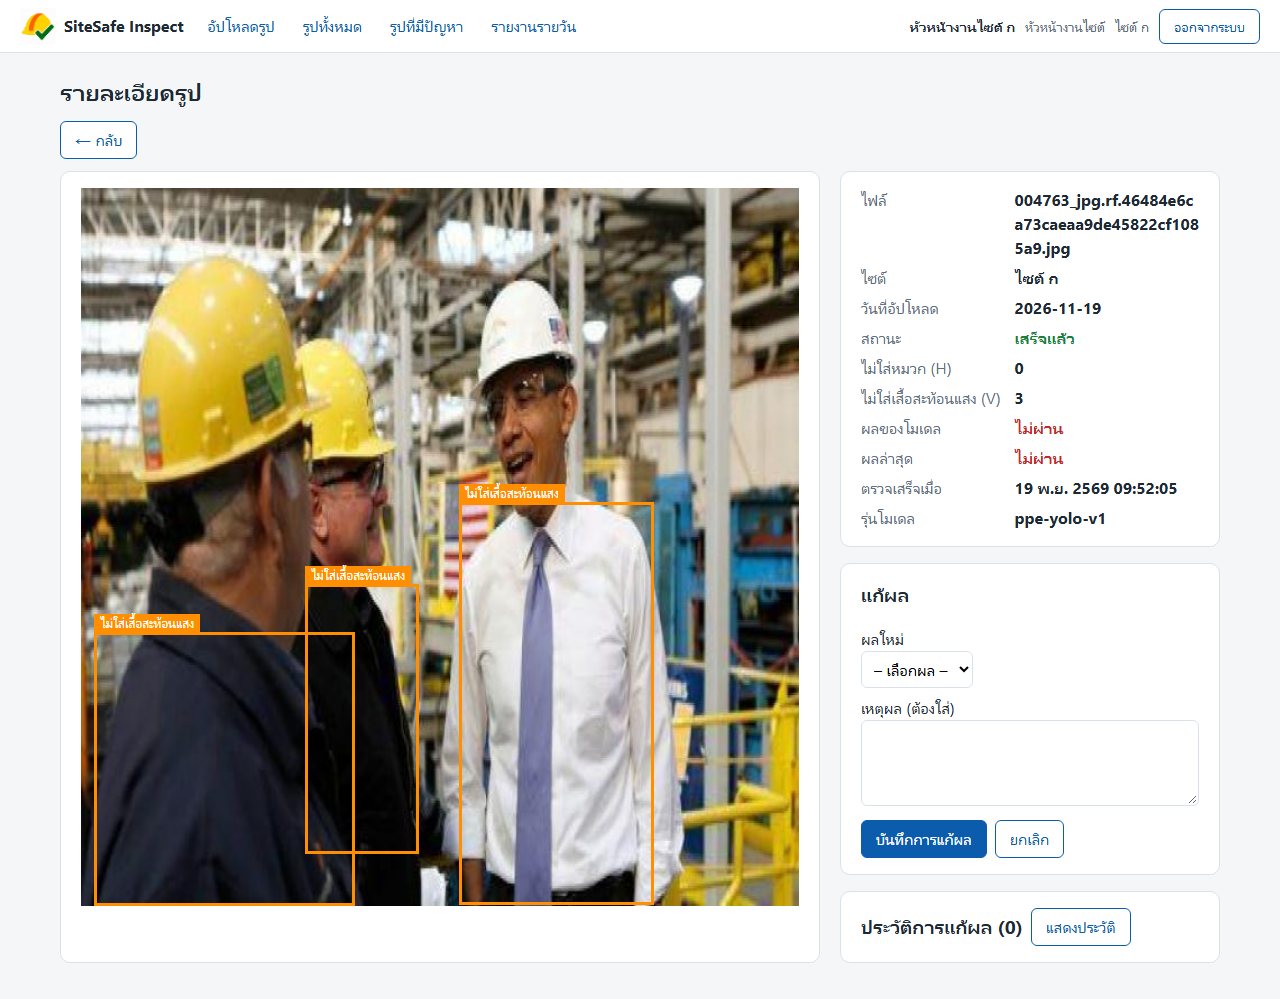 SiteSafe Inspect
อัปโหลดรูป
รูปทั้งหมด
รูปที่มีปัญหา
รายงานรายวัน
หัวหน้างานไซต์ ก
หัวหน้างานไซต์
ไซต์ ก
ออกจากระบบ
รายละเอียดรูป
← กลับ
ไม่ใส่เสื้อสะท้อนแสง
ไม่ใส่เสื้อสะท้อนแสง
ไม่ใส่เสื้อสะท้อนแสง
ไฟล์ 004763_jpg.rf.46484e6c
a73caeaa9de45822cf108
5a9.jpg
ไซต์ ไซต์ ก
วันที่อัปโหลด 2026-11-19
สถานะ เสร็จแล้ว
ไม่ใส่หมวก (H) 0
ไม่ใส่เสื้อสะท้อนแสง (V) 3
ผลของโมเดล ไม่ผ่าน
ผลล่าสุด ไม่ผ่าน
ตรวจเสร็จเมื่อ 19 พ.ย. 2569 09:52:05
รุ่นโมเดล ppe-yolo-v1
แก้ผล
ผลใหม่
– เลือกผล –
เหตุผล (ต้องใส่)
บันทึกการแก้ผล
ยกเลิก
ประวัติการแก้ผล (0)
แสดงประวัติ